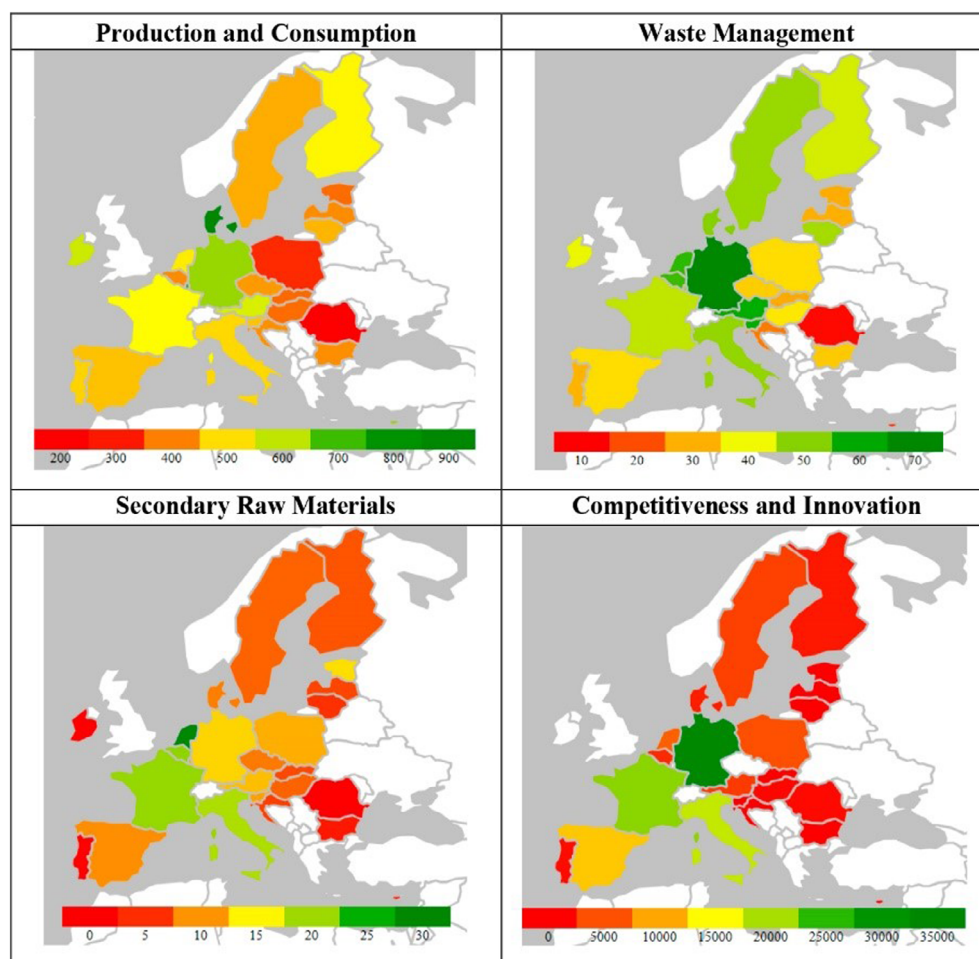 Production and Consumption
Waste Management
200 300 400 500 600 700 800 900
10 20 30 40 50 60 70
Secondary Raw Materials
Competitiveness and Innovation
0 5 10 15 20 25 30
0 5000 10000 15000 20000 25000 30000 35000